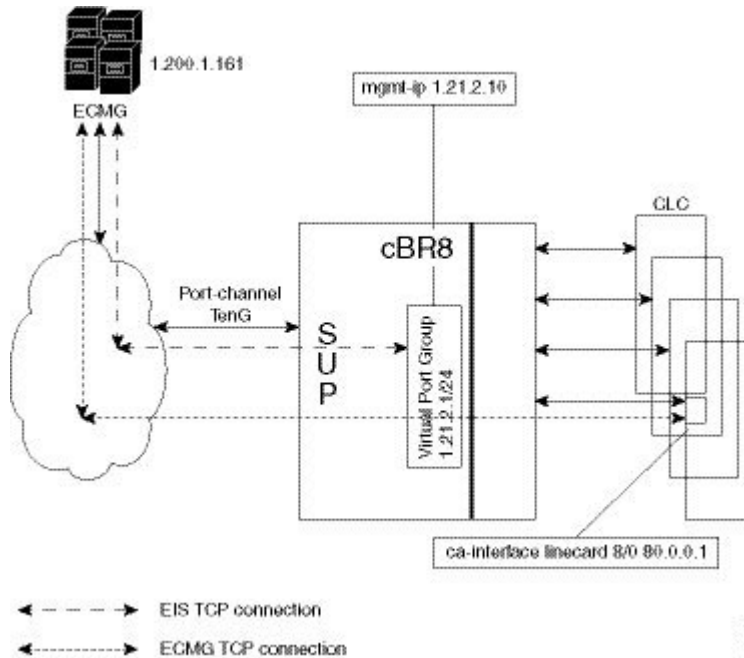 1.200.1.161
ECMG
mgmt-ip 1.21.2.10
CLC
cBR8
Port-channel
TenG
SUP
Virtual Port Group
1.21.2.1/24
ca-interface linecard 8/0 80.0.0.1
EIS TCP connection
ECMG TCP connection